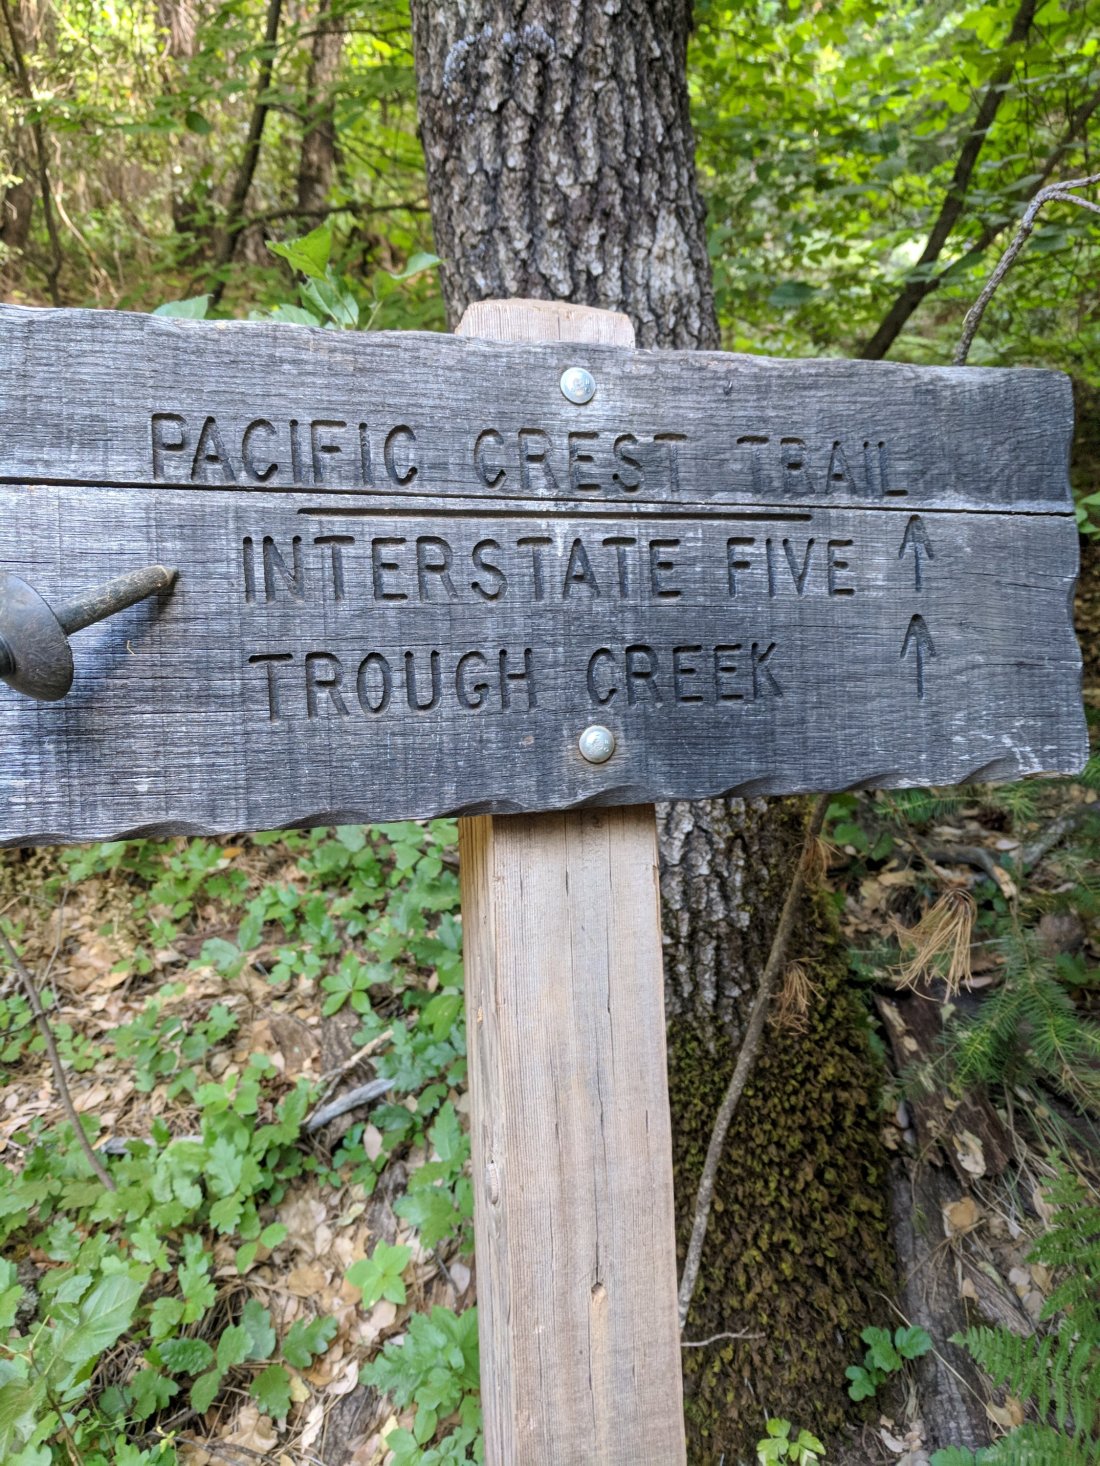 PACIFIC CREST TRAIL
INTERSTATE FIVE ↑
TROUGH CREEK ↑